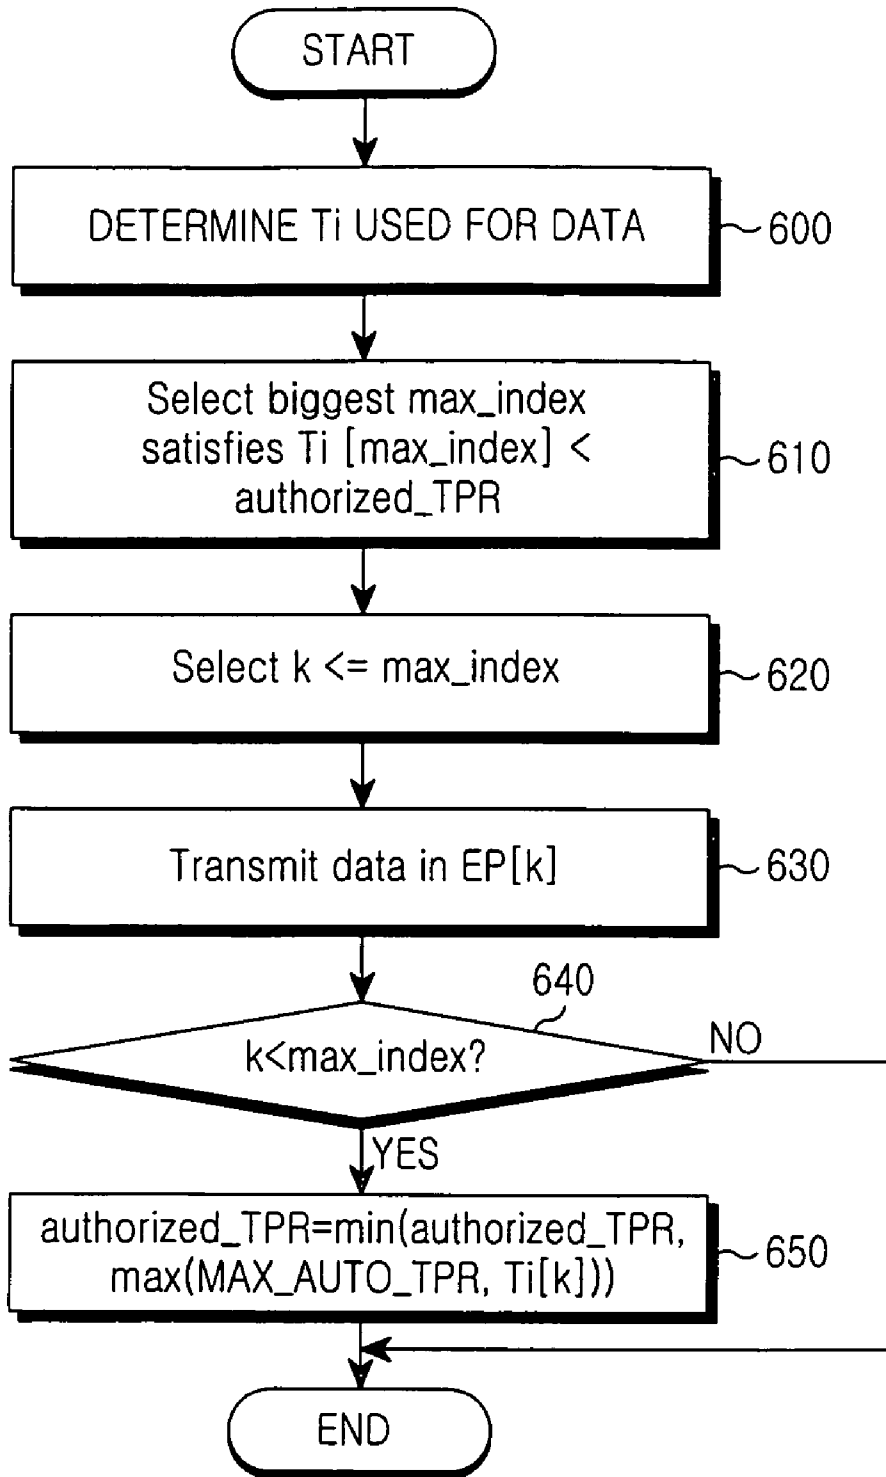 START
DETERMINE Ti USED FOR DATA
600
Select biggest max_index
satisfies Ti [max_index] <
authorized_TPR
610
Select k <= max_index
620
Transmit data in EP[k]
630
640
k<max_index?
NO
YES
authorized_TPR=min(authorized_TPR,
max(MAX_AUTO_TPR, Ti[k]))
650
END